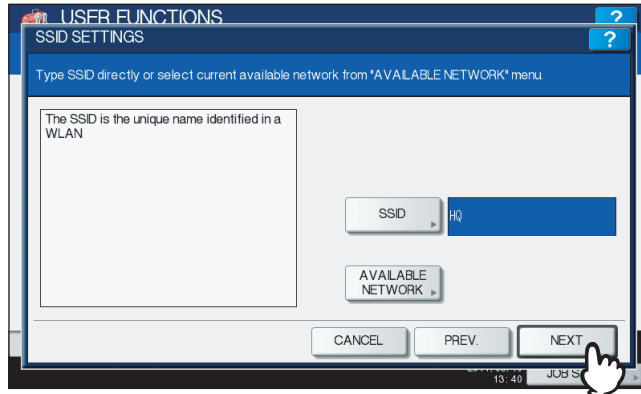 USER FUNCTIONS
?
SSID SETTINGS
?
Type SSID directly or select current available network from "AVAILABLE NETWORK" menu.
The SSID is the unique name identified in a
WLAN
SSID
HQ
AVAILABLE
NETWORK
CANCEL
PREV.
NEXT
13:40
JOB S